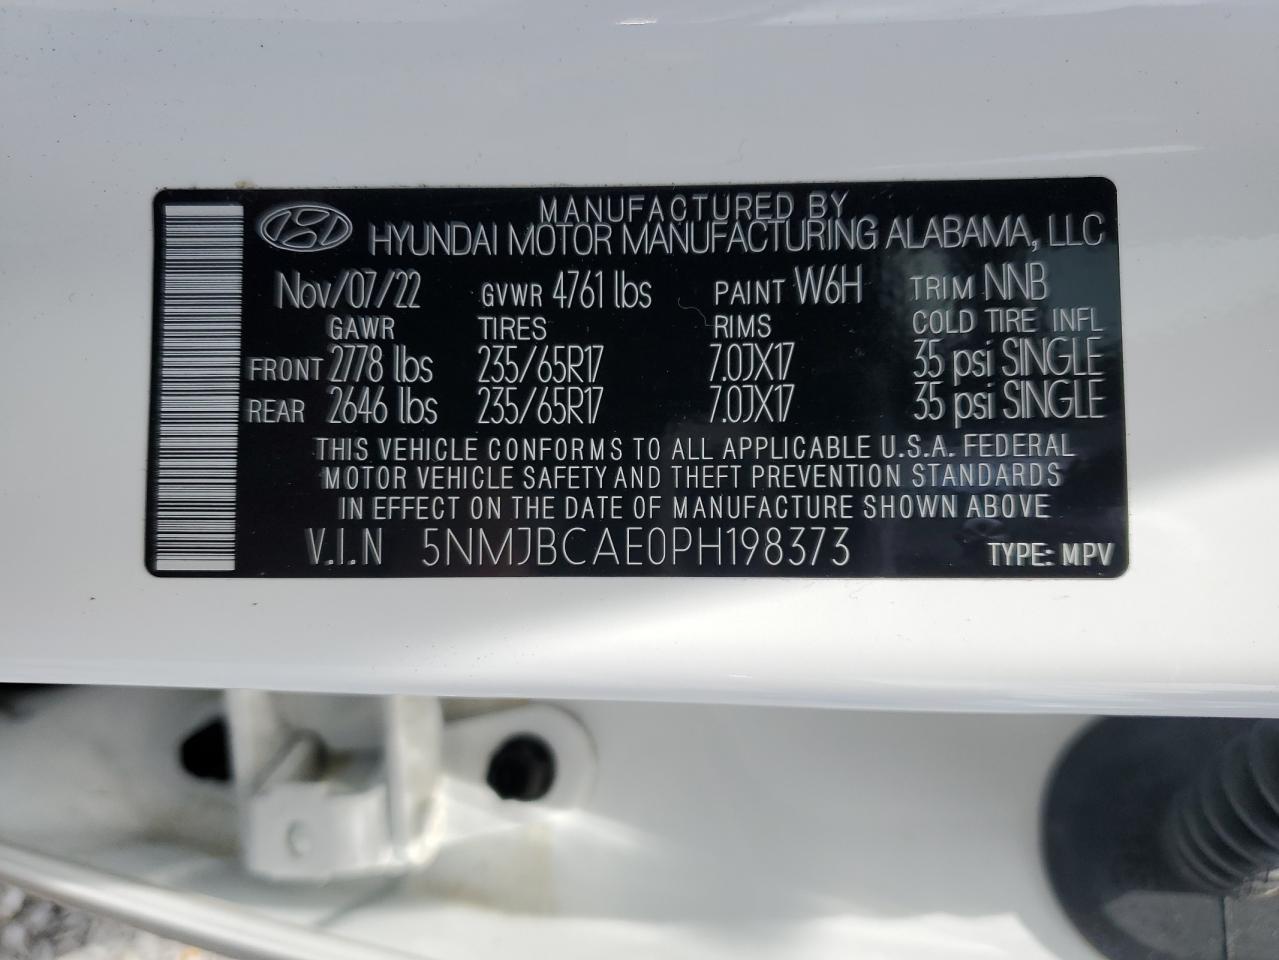 MANUFACTURED BY
HYUNDAI MOTOR MANUFACTURING ALABAMA, LLC
Nov/07/22 GVWR 4761 lbs PAINT W6H TRIM NNB
GAWR TIRES RIMS COLD TIRE INFL
FRONT 2778 lbs 235/65R17 7.0JX17 35 psi SINGLE
REAR 2646 lbs 235/65R17 7.0JX17 35 psi SINGLE
THIS VEHICLE CONFORMS TO ALL APPLICABLE U.S.A. FEDERAL
MOTOR VEHICLE SAFETY AND THEFT PREVENTION STANDARDS
IN EFFECT ON THE DATE OF MANUFACTURE SHOWN ABOVE
V.I.N 5NMJBCAE0PH198373 TYPE: MPV